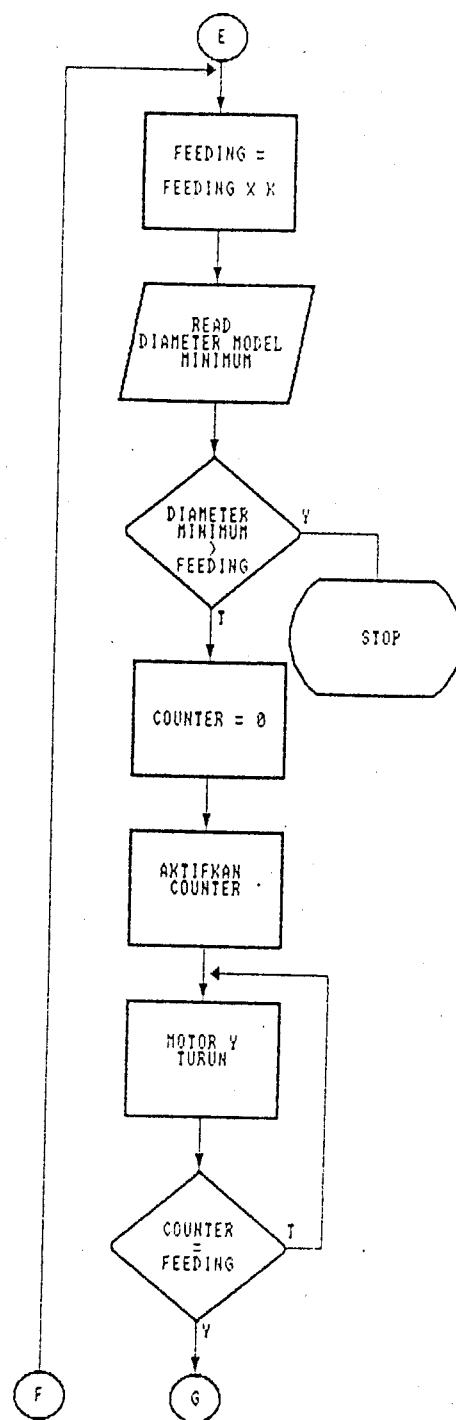 E
FEEDING =
FEEDING X K
READ
DIAMETER MODEL
MINIMUM
DIAMETER
MINIMUM
>
FEEDING
Y
STOP
T
COUNTER = 0
AKTIFKAN
COUNTER
MOTOR Y
TURUN
COUNTER
=
FEEDING
T
Y
F
G